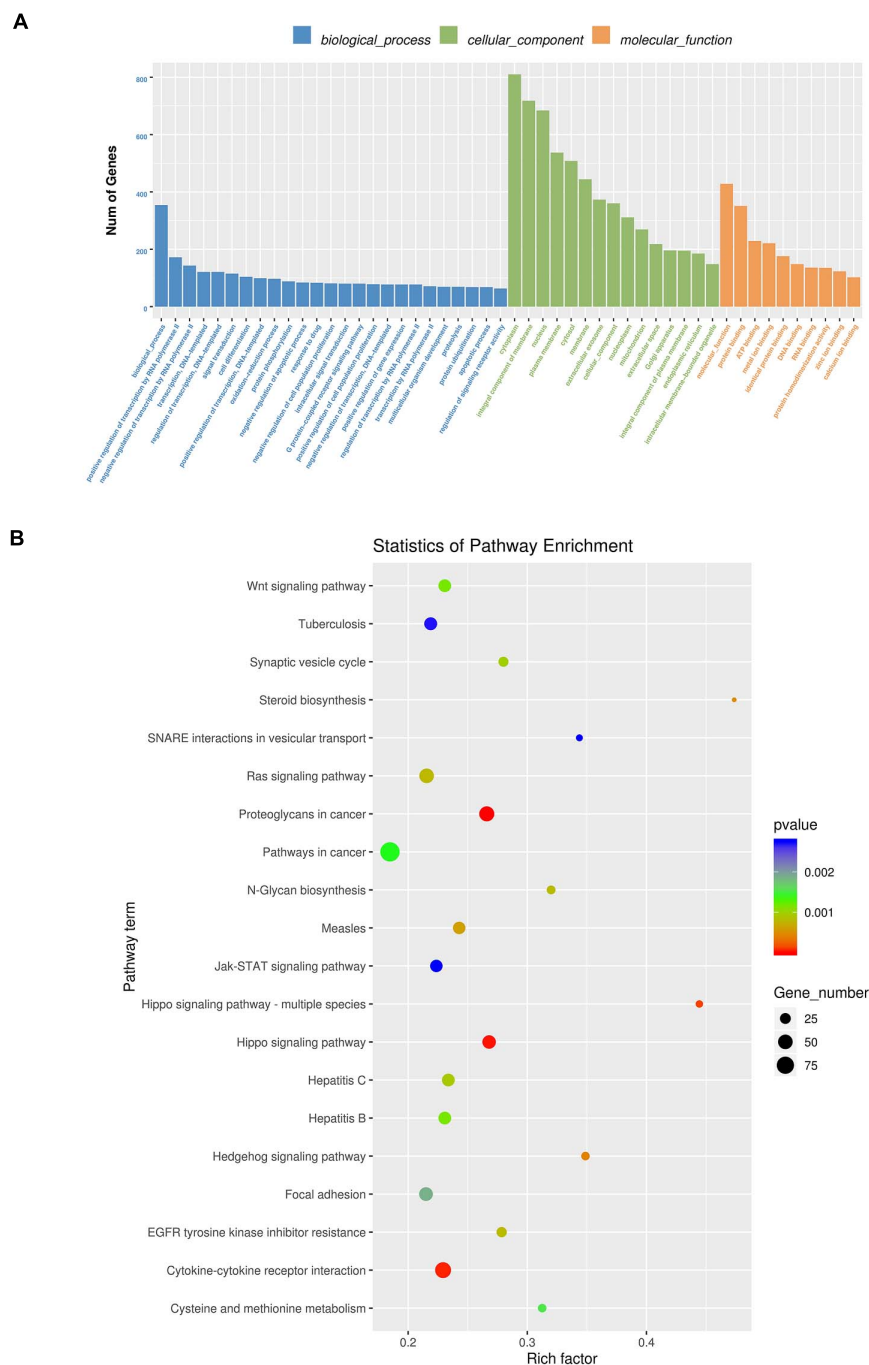 A
biological_process
cellular_component
molecular_function
Num of Genes
800
600
400
200
0
biological_process
positive regulation of transcription by RNA polymerase II
negative regulation of transcription by RNA polymerase II
transcription, DNA-templated
regulation of transcription, DNA-templated
signal transduction
cell differentiation
positive regulation of transcription, DNA-templated
oxidation-reduction process
protein phosphorylation
negative regulation of apoptotic process
response to drug
negative regulation of cell population proliferation
intracellular signal transduction
G protein-coupled receptor signaling pathway
positive regulation of cell population proliferation
negative regulation of transcription, DNA-templated
positive regulation of gene expression
regulation of transcription by RNA polymerase II
transcription by RNA polymerase II
multicellular organism development
proteolysis
protein ubiquitination
apoptotic process
regulation of signaling receptor activity
cytoplasm
integral component of membrane
nucleus
plasma membrane
cytosol
membrane
extracellular exosome
cellular_component
nucleoplasm
mitochondrion
extracellular space
Golgi apparatus
integral component of plasma membrane
endoplasmic reticulum
intracellular membrane-bounded organelle
molecular_function
protein binding
ATP binding
metal ion binding
identical protein binding
DNA binding
RNA binding
protein homodimerization activity
zinc ion binding
calcium ion binding
B
Statistics of Pathway Enrichment
Pathway term
Wnt signaling pathway
Tuberculosis
Synaptic vesicle cycle
Steroid biosynthesis
SNARE interactions in vesicular transport
Ras signaling pathway
Proteoglycans in cancer
Pathways in cancer
N-Glycan biosynthesis
Measles
Jak-STAT signaling pathway
Hippo signaling pathway - multiple species
Hippo signaling pathway
Hepatitis C
Hepatitis B
Hedgehog signaling pathway
Focal adhesion
EGFR tyrosine kinase inhibitor resistance
Cytokine-cytokine receptor interaction
Cysteine and methionine metabolism
0.2
0.3
0.4
Rich factor
pvalue
0.002
0.001
Gene_number
25
50
75